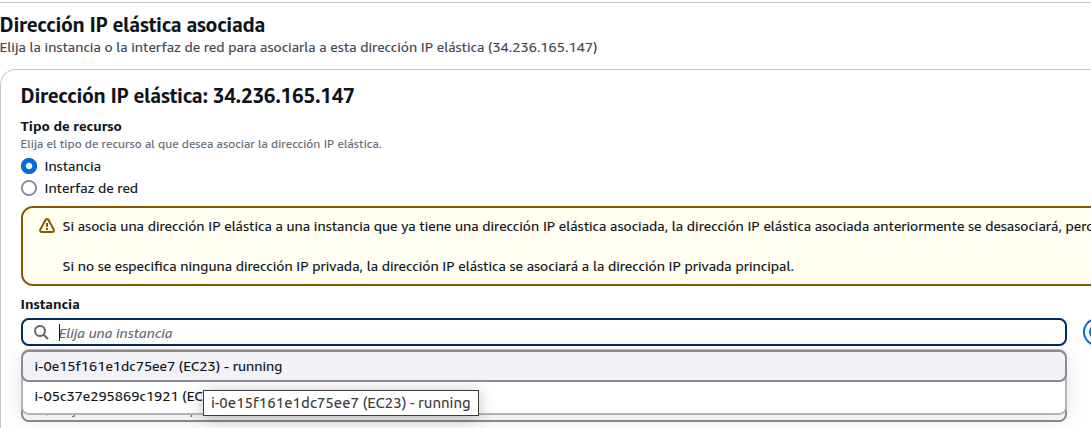 Dirección IP elástica asociada
Elija la instancia o la interfaz de red para asociarla a esta dirección IP elástica (34.236.165.147)
Dirección IP elástica: 34.236.165.147
Tipo de recurso
Elija el tipo de recurso al que desea asociar la dirección IP elástica.
Instancia
Interfaz de red
Si asocia una dirección IP elástica a una instancia que ya tiene una dirección IP elástica asociada, la dirección IP elástica asociada anteriormente se desasociará, pero
Si no se especifica ninguna dirección IP privada, la dirección IP elástica se asociará a la dirección IP privada principal.
Instancia
Elija una instancia
i-0e15f161e1dc75ee7 (EC23) - running
i-05c37e295869c1921 (EC
i-0e15f161e1dc75ee7 (EC23) - running